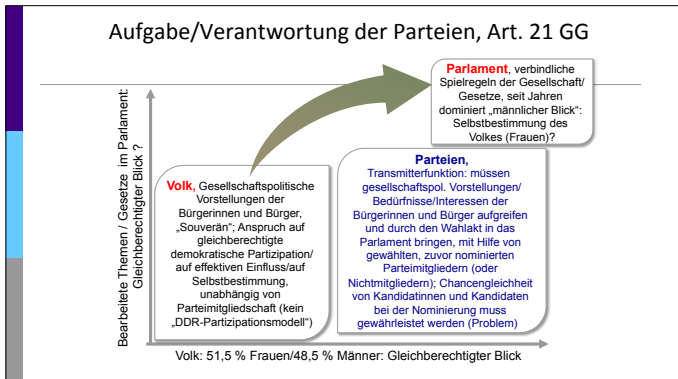 Aufgabe/Verantwortung der Parteien, Art. 21 GG
Parlament, verbindliche
Spielregeln der Gesellschaft/
Gesetze, seit Jahren
dominiert „männlicher Blick“:
Selbstbestimmung des
Volkes (Frauen)?
Bearbeitete Themen / Gesetze im Parlament:
Gleichberechtigter Blick ?
Volk, Gesellschaftspolitische
Vorstellungen der
Bürgerinnen und Bürger,
„Souverän“; Anspruch auf
gleichberechtigte
demokratische Partizipation/
auf effektiven Einfluss/auf
Selbstbestimmung,
unabhängig von
Parteimitgliedschaft (kein
„DDR-Partizipationsmodell“)
Parteien,
Transmitterfunktion: müssen
gesellschaftspol. Vorstellungen/
Bedürfnisse/Interessen der
Bürgerinnen und Bürger aufgreifen
und durch den Wahlakt in das
Parlament bringen, mit Hilfe von
gewählten, zuvor nominierten
Parteimitgliedern (oder
Nichtmitgliedern); Chancengleichheit
von Kandidatinnen und Kandidaten
bei der Nominierung muss
gewährleistet werden (Problem)
Volk: 51,5 % Frauen/48,5 % Männer: Gleichberechtigter Blick